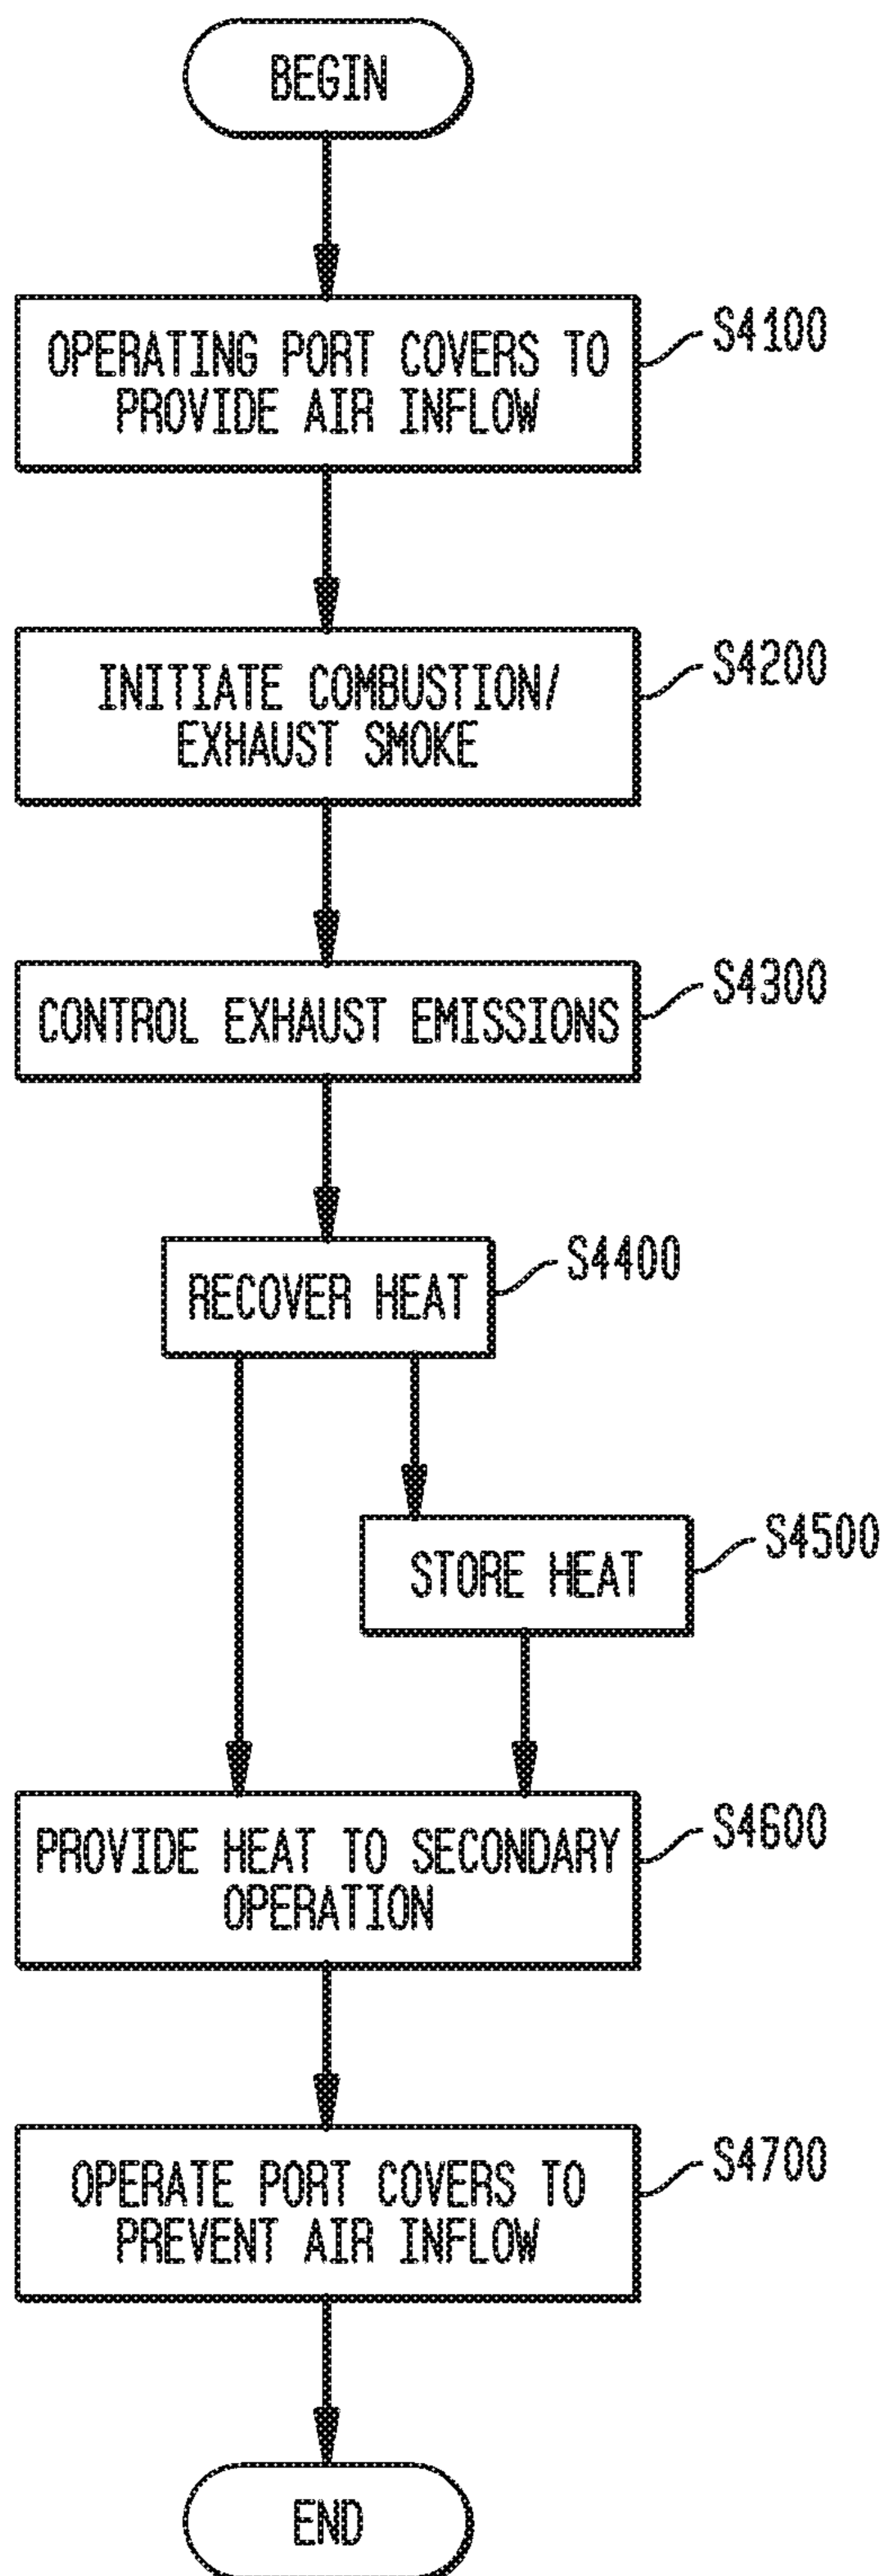 BEGIN
OPERATING PORT COVERS TO
PROVIDE AIR INFLOW
S4100
INITIATE COMBUSTION/
EXHAUST SMOKE
S4200
CONTROL EXHAUST EMISSIONS
S4300
RECOVER HEAT
S4400
STORE HEAT
S4500
PROVIDE HEAT TO SECONDARY
OPERATION
S4600
OPERATE PORT COVERS TO
PREVENT AIR INFLOW
S4700
END